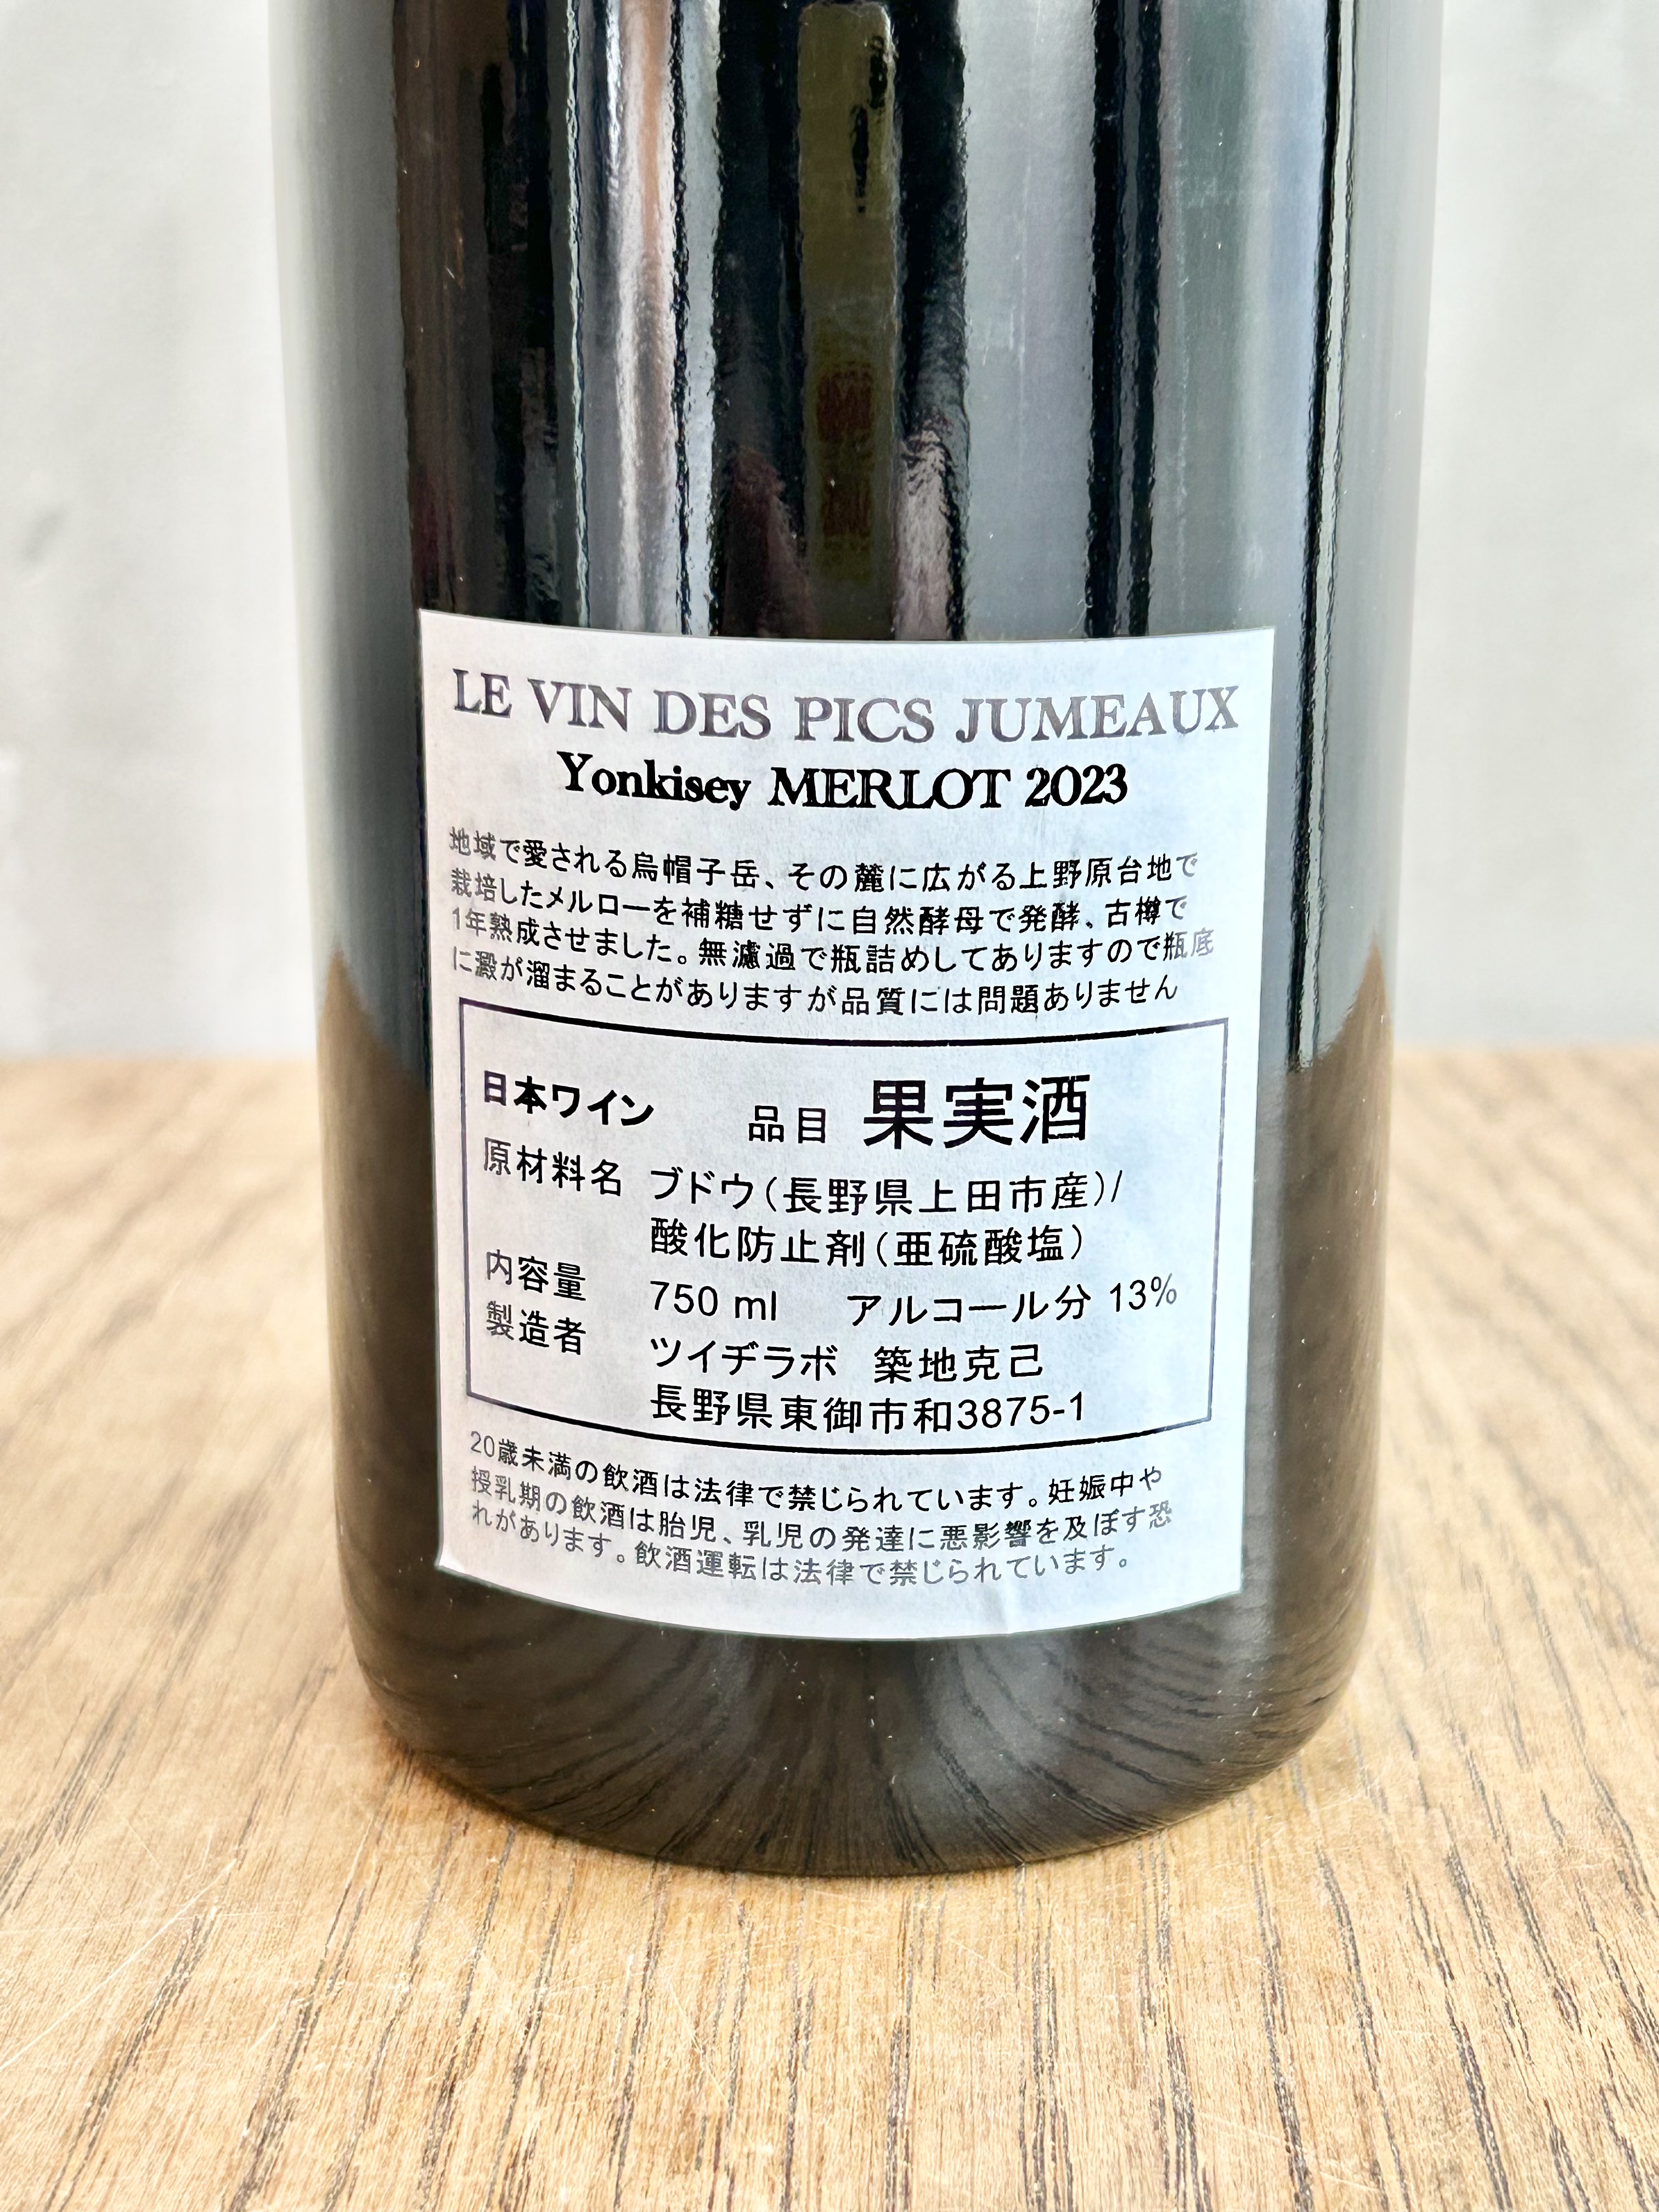 LE VIN DES PICS JUMEAUX
Yonkisey MERLOT 2023
地域で愛される烏帽子岳、その麓に広がる上野原台地で
栽培したメルローを補糖せずに自然酵母で発酵、古樽で
1年熟成させました。無濾過で瓶詰めしてありますので瓶底
に澱が溜まることがありますが品質には問題ありません
日本ワイン 品目 果実酒
原材料名 ブドウ(長野県上田市産)/
酸化防止剤(亜硫酸塩)
内容量 750 ml アルコール分 13%
製造者 ツイヂラボ 築地克己
長野県東御市和3875-1
20歳未満の飲酒は法律で禁じられています。妊娠中や
授乳期の飲酒は胎児、乳児の発達に悪影響を及ぼす恐
れがあります。飲酒運転は法律で禁じられています。